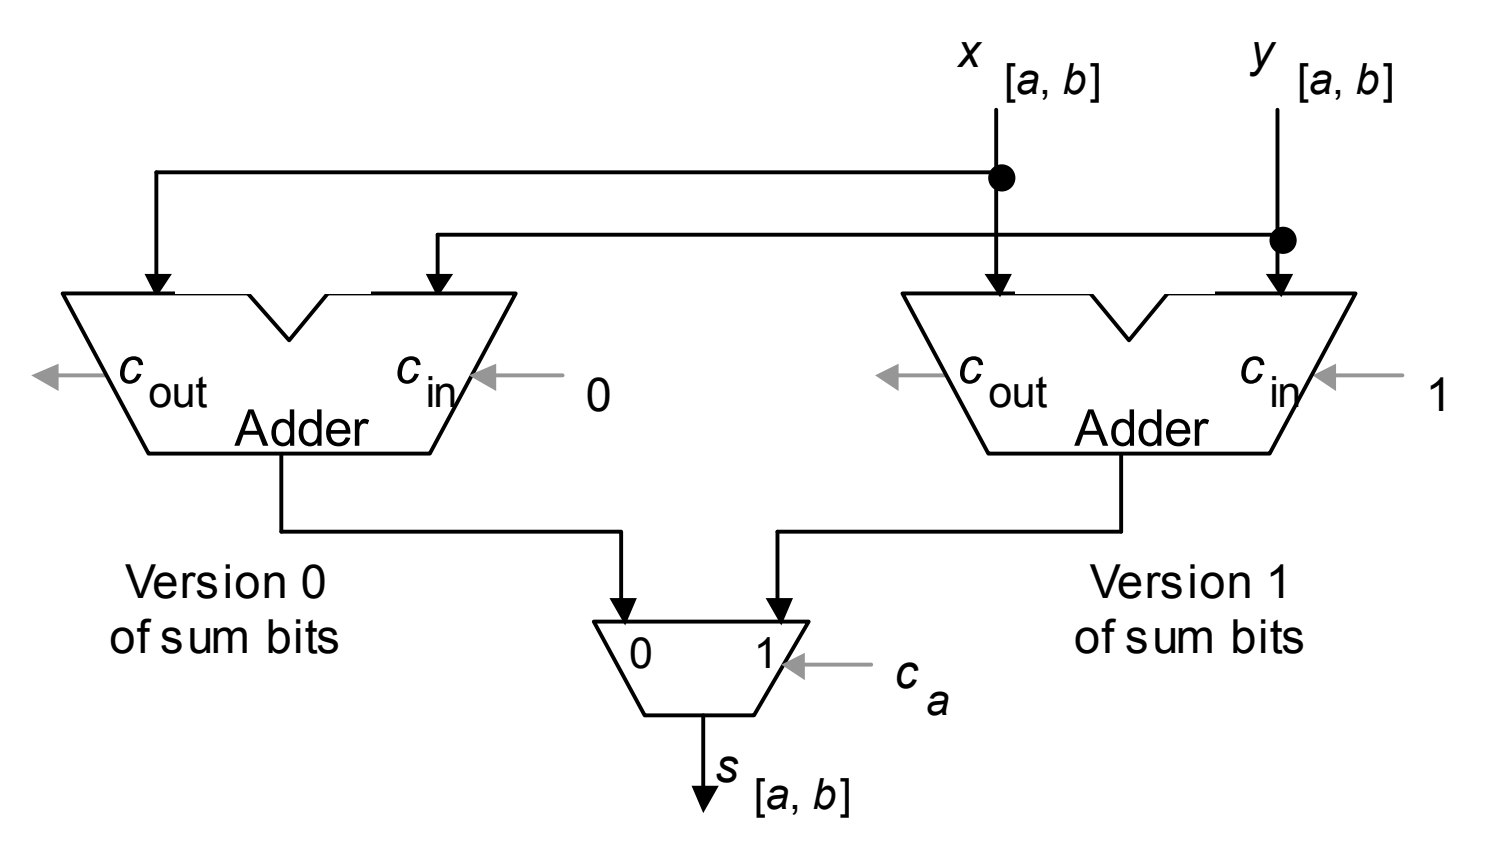 x [a, b] y [a, b]
c out c in 0 c out c in 1
Adder Adder
Version 0 Version 1
of sum bits of sum bits
0 1 c a
s [a, b]